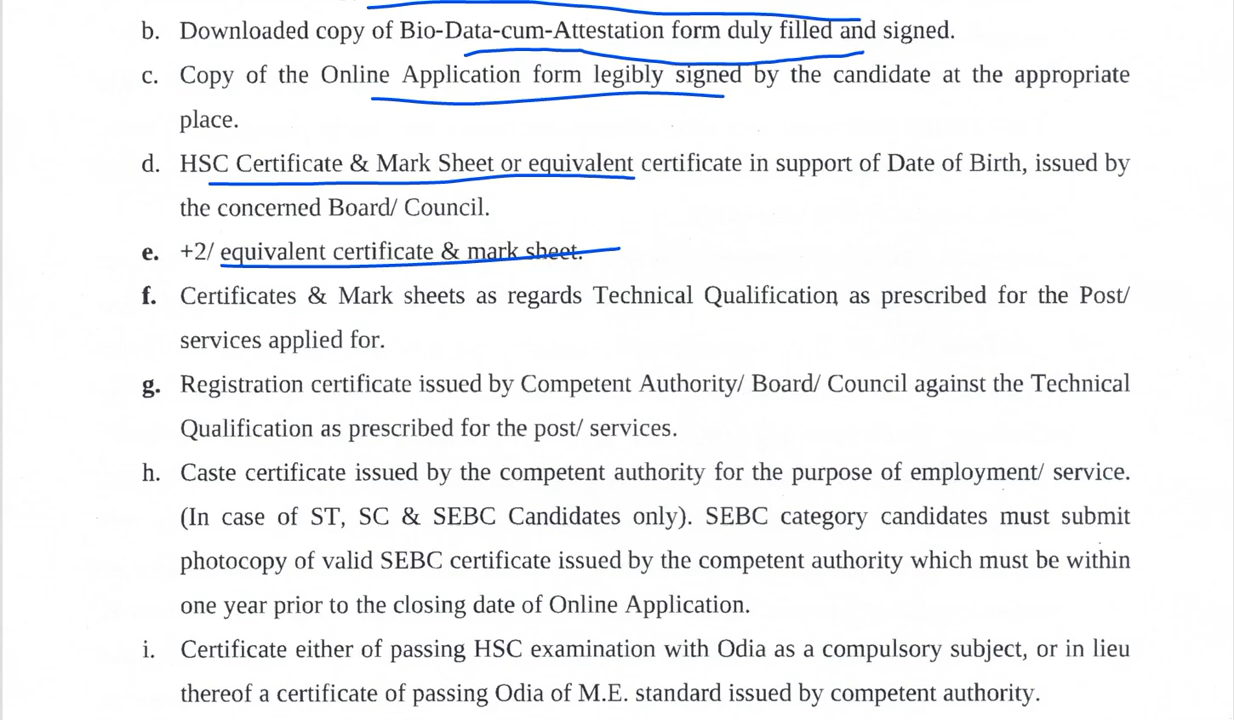 b. Downloaded copy of Bio-Data-cum-Attestation form duly filled and signed.
c. Copy of the Online Application form legibly signed by the candidate at the appropriate
place.
d. HSC Certificate & Mark Sheet or equivalent certificate in support of Date of Birth, issued by
the concerned Board/ Council.
e. +2/ equivalent certificate & mark sheet.
f. Certificates & Mark sheets as regards Technical Qualification as prescribed for the Post/
services applied for.
g. Registration certificate issued by Competent Authority/ Board/ Council against the Technical
Qualification as prescribed for the post/ services.
h. Caste certificate issued by the competent authority for the purpose of employment/ service.
(In case of ST, SC & SEBC Candidates only). SEBC category candidates must submit
photocopy of valid SEBC certificate issued by the competent authority which must be within
one year prior to the closing date of Online Application.
i. Certificate either of passing HSC examination with Odia as a compulsory subject, or in lieu
thereof a certificate of passing Odia of M.E. standard issued by competent authority.